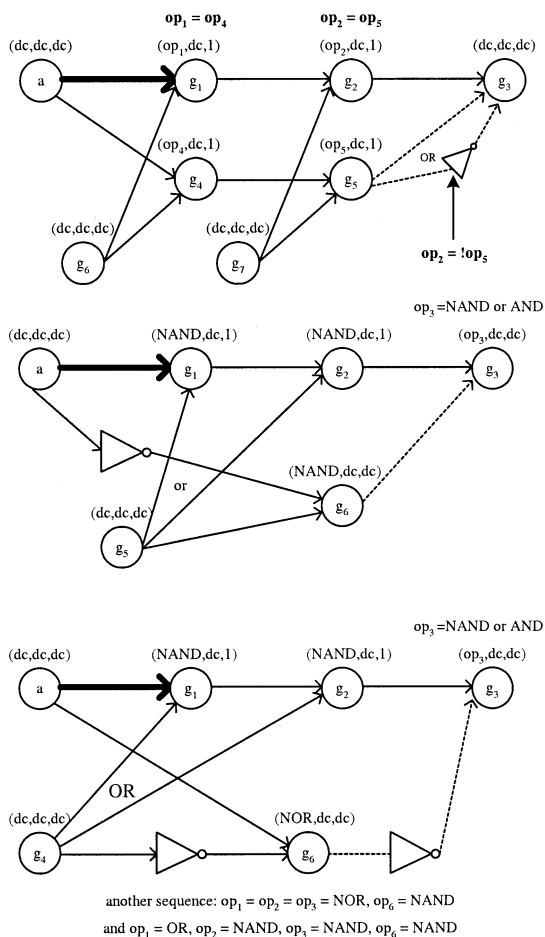 op₁ = op₄ op₂ = op₅
(dc,dc,dc) (op₁,dc,1) (op₂,dc,1) (dc,dc,dc)
a g₁ g₂ g₃
(op₄,dc,1) (op₅,dc,1) OR
g₄ g₅
(dc,dc,dc) (dc,dc,dc)
g₆ g₇
op₂ = !op₅
op₃ =NAND or AND
(dc,dc,dc) (NAND,dc,1) (NAND,dc,1) (op₃,dc,dc)
a g₁ g₂ g₃
or (NAND,dc,dc)
(dc,dc,dc) g₆
g₅
op₃ =NAND or AND
(dc,dc,dc) (NAND,dc,1) (NAND,dc,1) (op₃,dc,dc)
a g₁ g₂ g₃
OR
(dc,dc,dc) (NOR,dc,dc)
g₄ g₆
another sequence: op₁ = op₂ = op₃ = NOR, op₆ = NAND
and op₁ = OR, op₂ = NAND, op₃ = NAND, op₆ = NAND